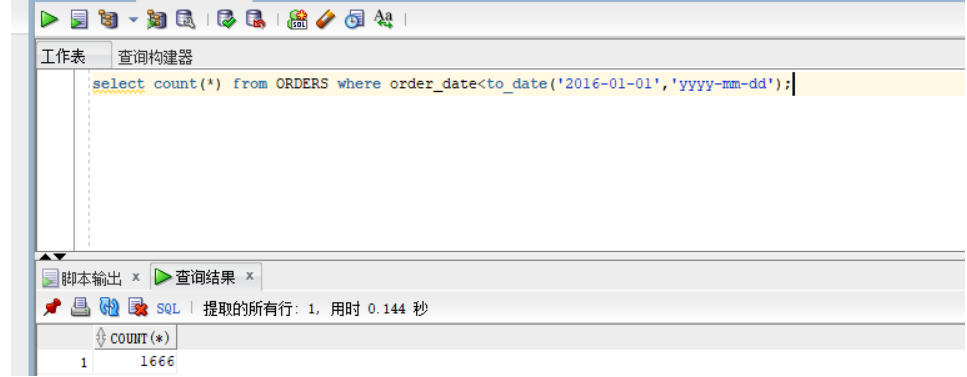 工作表 查询构建器
select count(*) from ORDERS where order_date<to_date('2016-01-01','yyyy-mm-dd');
脚本输出 × 查询结果 ×
SQL | 提取的所有行: 1, 用时 0.144 秒
COUNT(*)
1 1666